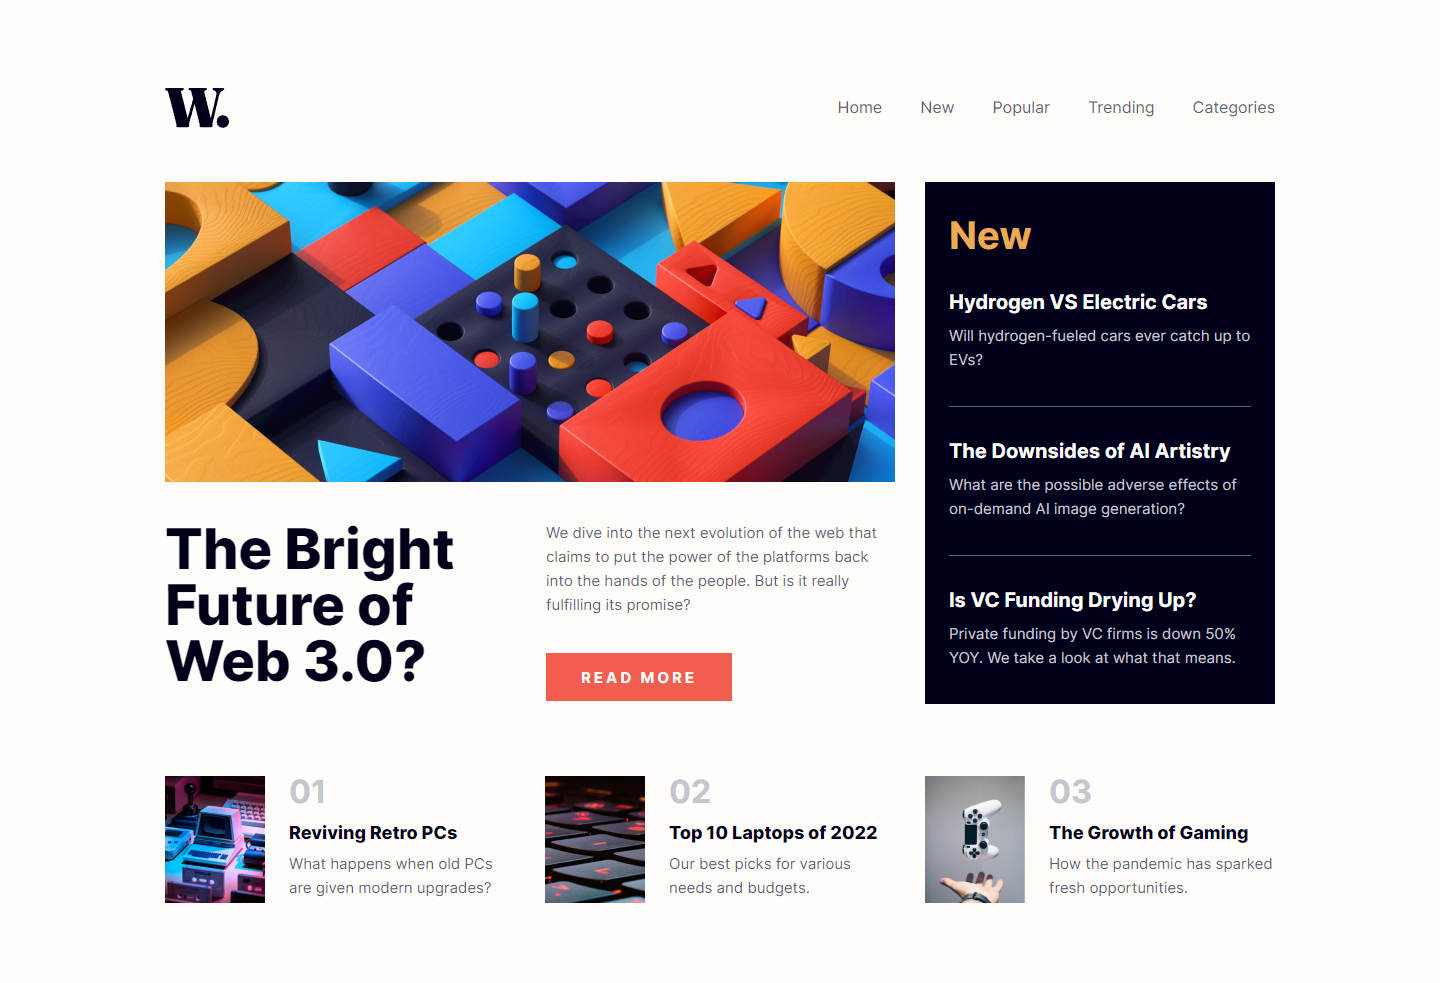 W.
Home New Popular Trending Categories
New
Hydrogen VS Electric Cars
Will hydrogen-fueled cars ever catch up to
EVs?
The Downsides of AI Artistry
What are the possible adverse effects of
on-demand AI image generation?
Is VC Funding Drying Up?
Private funding by VC firms is down 50%
YOY. We take a look at what that means.
The Bright
Future of
Web 3.0?
We dive into the next evolution of the web that
claims to put the power of the platforms back
into the hands of the people. But is it really
fulfilling its promise?
READ MORE
01
Reviving Retro PCs
What happens when old PCs
are given modern upgrades?
02
Top 10 Laptops of 2022
Our best picks for various
needs and budgets.
03
The Growth of Gaming
How the pandemic has sparked
fresh opportunities.